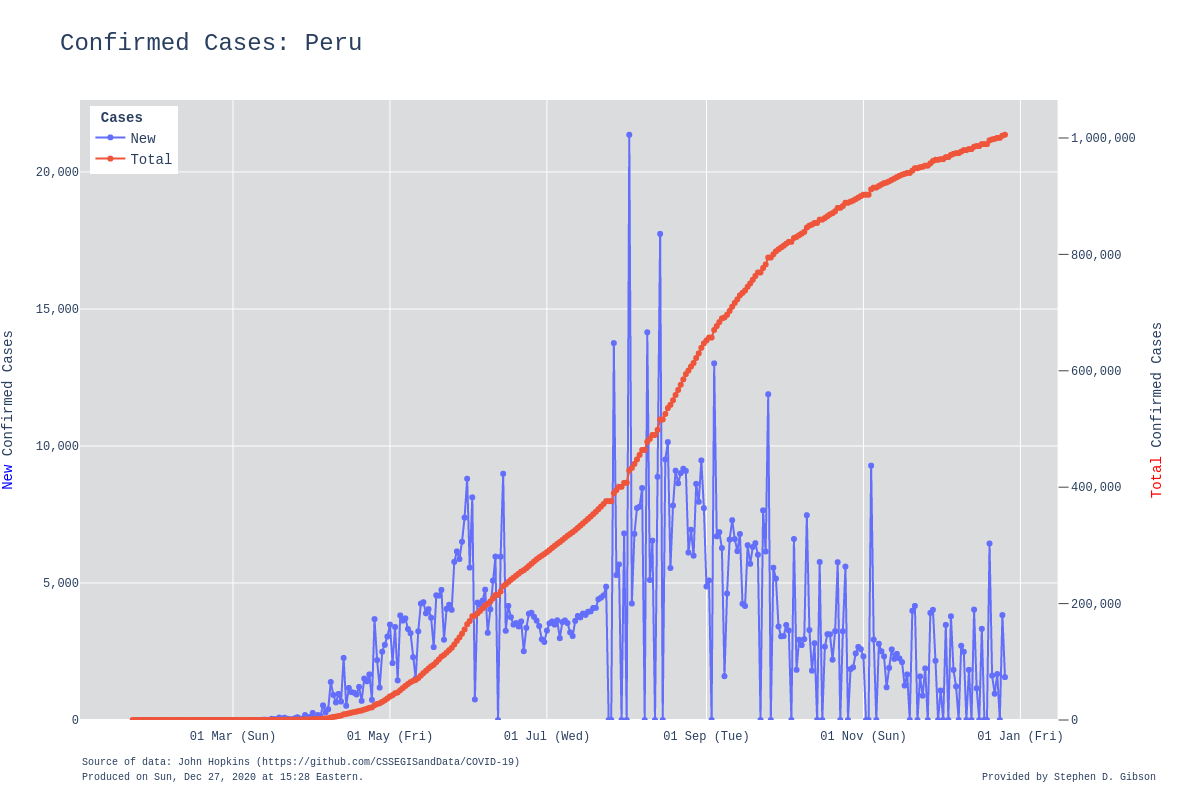 Confirmed Cases: Peru
Cases
New
Total
20,000
15,000
10,000
5,000
0
1,000,000
800,000
600,000
400,000
200,000
0
New Confirmed Cases
Total Confirmed Cases
01 Mar (Sun)
01 May (Fri)
01 Jul (Wed)
01 Sep (Tue)
01 Nov (Sun)
01 Jan (Fri)
Source of data: John Hopkins (https://github.com/CSSEGISandData/COVID-19)
Produced on Sun, Dec 27, 2020 at 15:28 Eastern.
Provided by Stephen D. Gibson